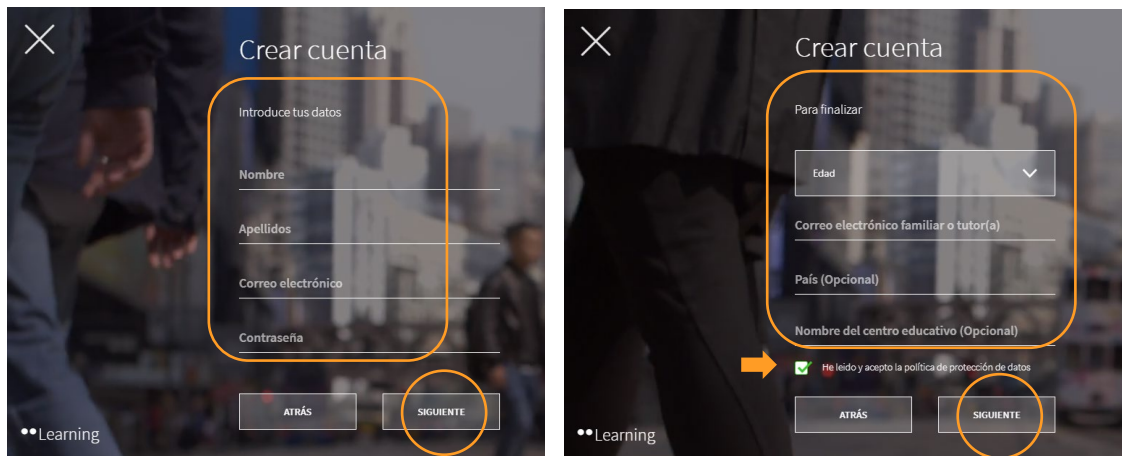 Crear cuenta
Introduce tus datos
Nombre
Apellidos
Correo electrónico
Contraseña
ATRÁS
SIGUIENTE
Learning
Crear cuenta
Para finalizar
Edad
Correo electrónico familiar o tutor(a)
País (Opcional)
Nombre del centro educativo (Opcional)
He leido y acepto la política de protección de datos
ATRÁS
SIGUIENTE
Learning